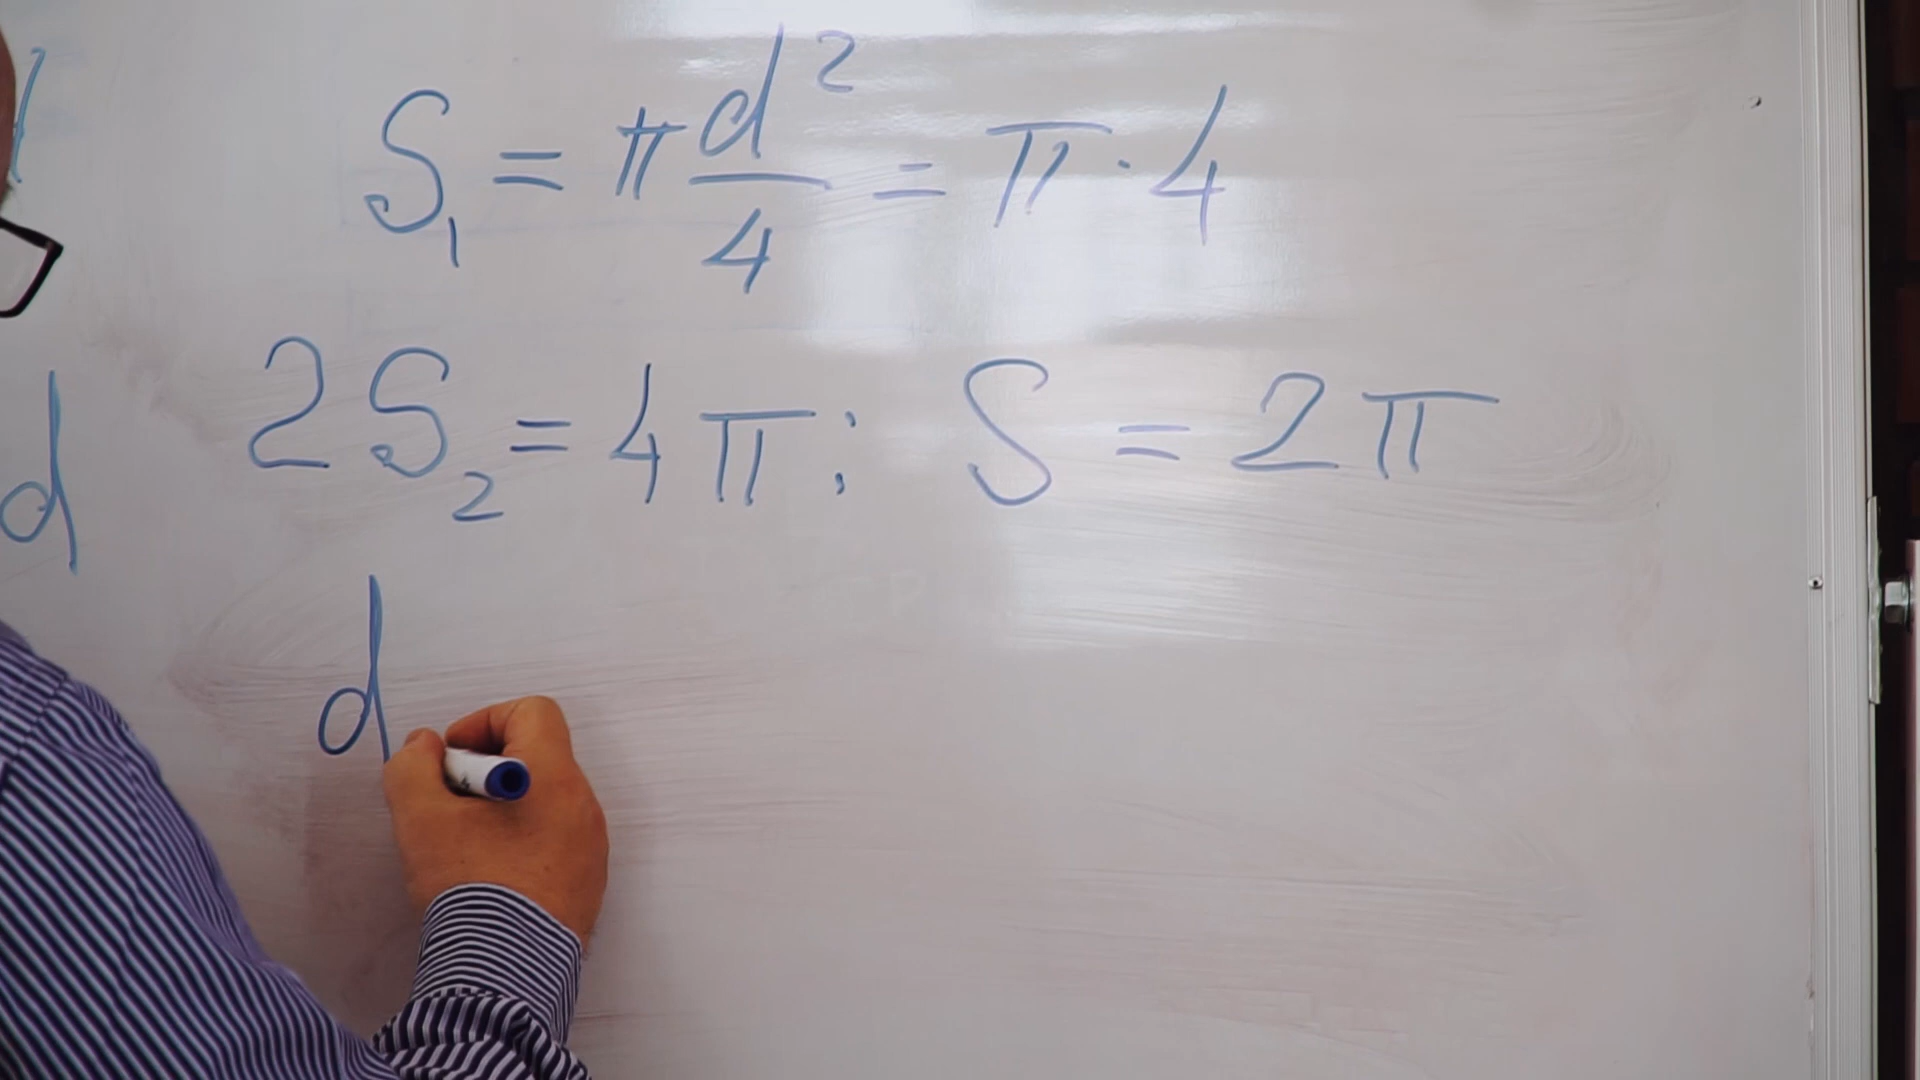 S₁ = π d²/4 = π · 4
2S₂ = 4π; S = 2π
d
d